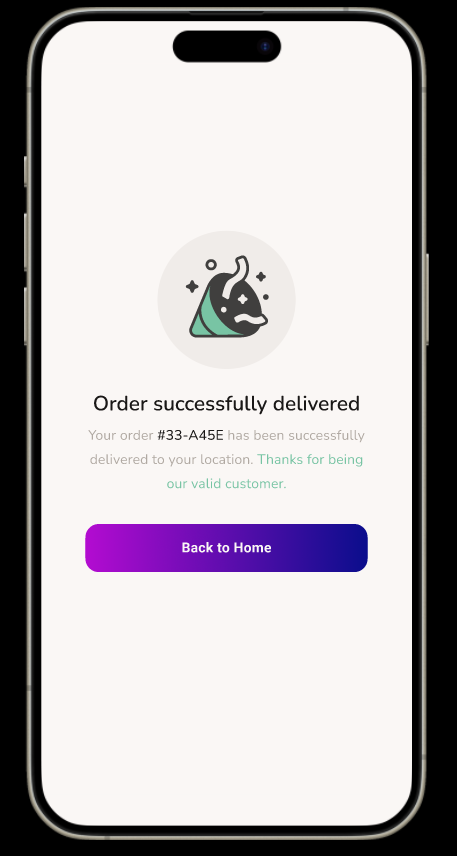 Order successfully delivered
Your order #33-A45E has been successfully
delivered to your location. Thanks for being
our valid customer.
Back to Home